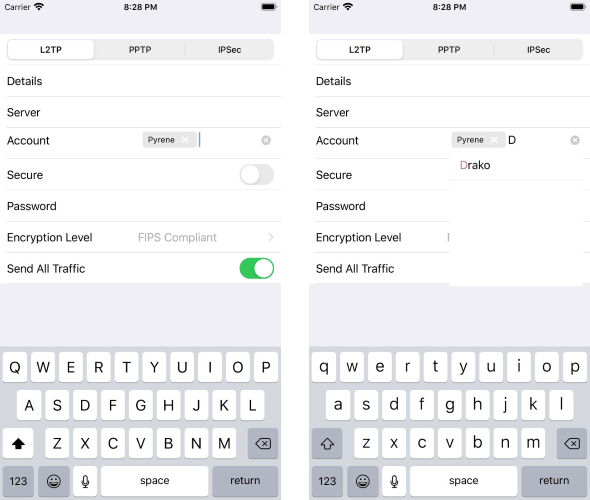 Carrier 8:28 PM
L2TP PPTP IPSec
Details
Server
Account Pyrene
Secure
Password
Encryption Level FIPS Compliant
Send All Traffic
Q W E R T Y U I O P
A S D F G H J K L
Z X C V B N M
123 space return
Carrier 8:28 PM
L2TP PPTP IPSec
Details
Server
Account Pyrene D
Drako
Secure
Password
Encryption Level
Send All Traffic
q w e r t y u i o p
a s d f g h j k l
z x c v b n m
123 space return